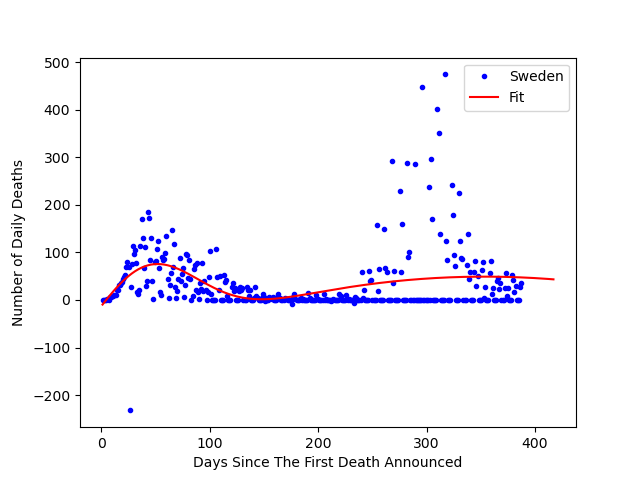 Sweden
Fit
500
400
300
200
100
0
−100
−200
0 100 200 300 400
Number of Daily Deaths
Days Since The First Death Announced